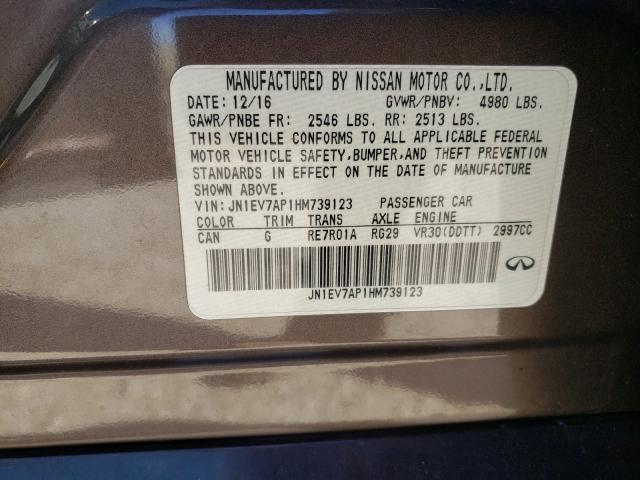 MANUFACTURED BY NISSAN MOTOR CO.,LTD.
DATE: 12/16 GVWR/PNBV: 4980 LBS.
GAWR/PNBE FR: 2546 LBS. RR: 2513 LBS.
THIS VEHICLE CONFORMS TO ALL APPLICABLE FEDERAL
MOTOR VEHICLE SAFETY,BUMPER,AND THEFT PREVENTION
STANDARDS IN EFFECT ON THE DATE OF MANUFACTURE
SHOWN ABOVE.
VIN: JN1EV7AP1HM739123 PASSENGER CAR
COLOR TRIM TRANS AXLE ENGINE
CAN G RE7R01A RG29 VR30(DDTT) 2997CC
JN1EV7AP1HM739123